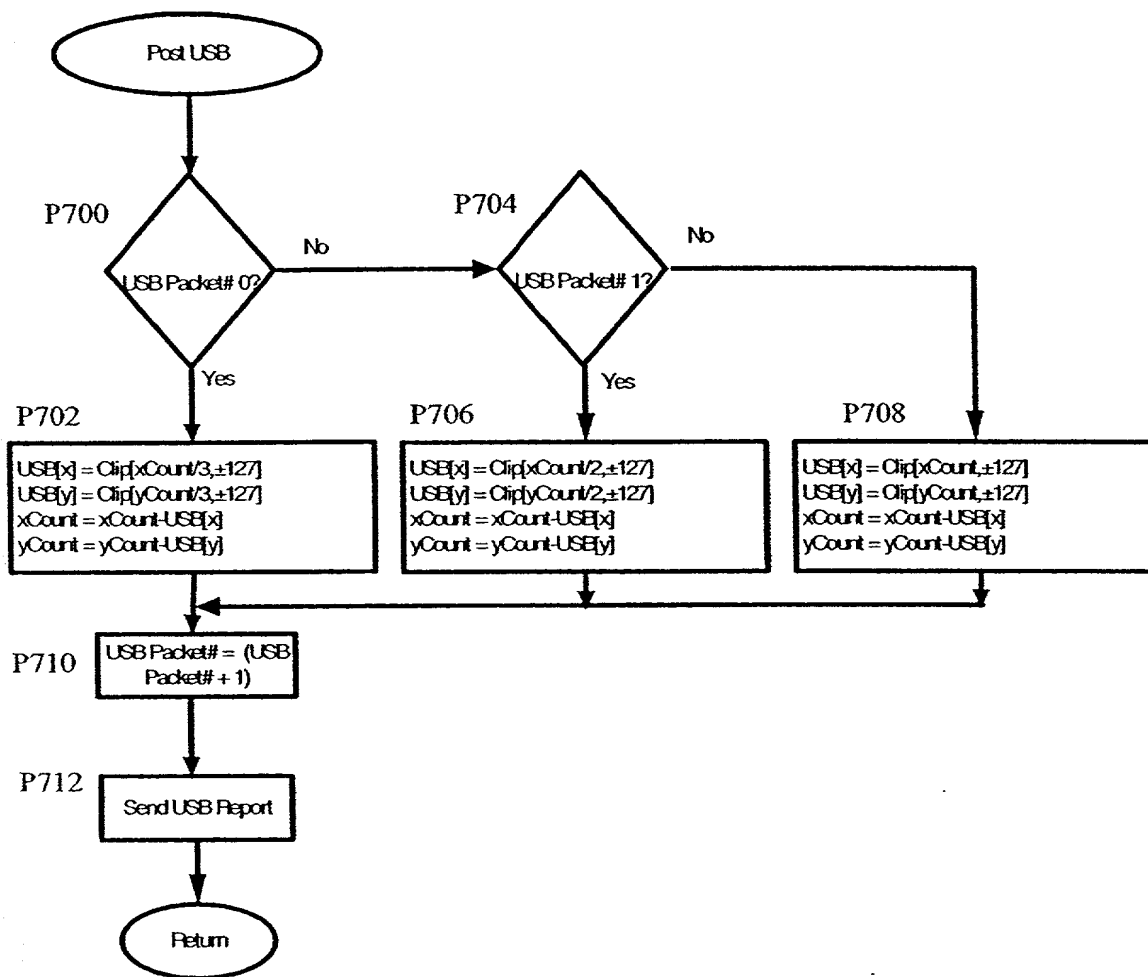 Post USB
P700
USB Packet# 0?
No
P704
USB Packet# 1?
No
Yes
Yes
P702
USB[x] = Clip[xCount/3,±127]
USB[y] = Clip[yCount/3,±127]
xCount = xCount-USB[x]
yCount = yCount-USB[y]
P706
USB[x] = Clip[xCount/2,±127]
USB[y] = Clip[yCount/2,±127]
xCount = xCount-USB[x]
yCount = yCount-USB[y]
P708
USB[x] = Clip[xCount,±127]
USB[y] = Clip[yCount,±127]
xCount = xCount-USB[x]
yCount = yCount-USB[y]
P710
USB Packet# = (USB
Packet# + 1)
P712
Send USB Report
Return